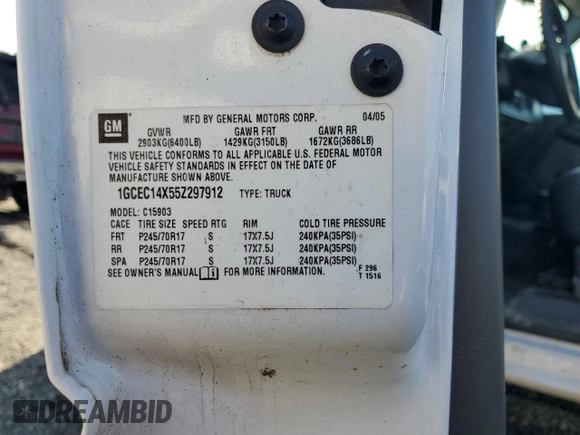 GM
MFD BY GENERAL MOTORS CORP. 04/05
GVWR GAWR FRT GAWR RR
2903KG(6400LB) 1429KG(3150LB) 1672KG(3686LB)
THIS VEHICLE CONFORMS TO ALL APPLICABLE U.S. FEDERAL MOTOR
VEHICLE SAFETY STANDARDS IN EFFECT ON THE DATE OF
MANUFACTURE SHOWN ABOVE.
1GCEC14X55Z297912 TYPE: TRUCK
MODEL: C15903
CACE TIRE SIZE SPEED RTG RIM COLD TIRE PRESSURE
FRT P245/70R17 S 17X7.5J 240KPA(35PSI)
RR P245/70R17 S 17X7.5J 240KPA(35PSI)
SPA P245/70R17 S 17X7.5J 240KPA(35PSI)
SEE OWNER'S MANUAL FOR MORE INFORMATION.
F 296
T 1516
DREAMBID